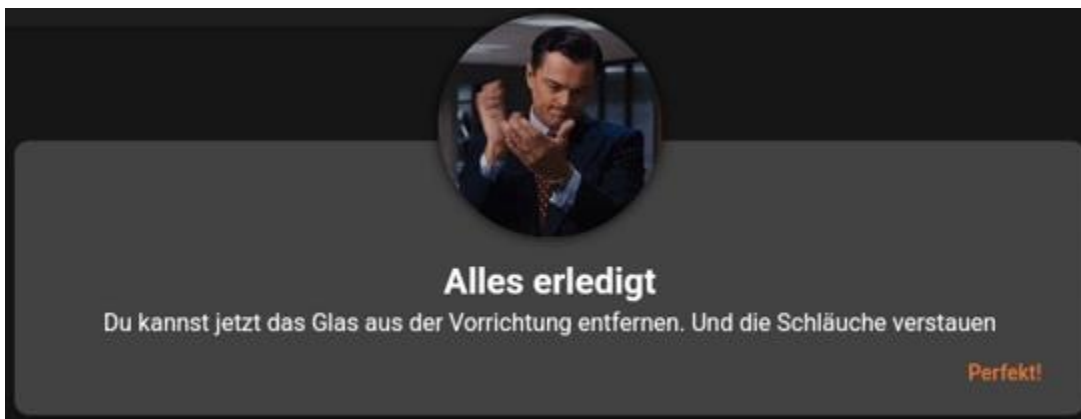 Alles erledigt
Du kannst jetzt das Glas aus der Vorrichtung entfernen. Und die Schläuche verstauen
Perfekt!